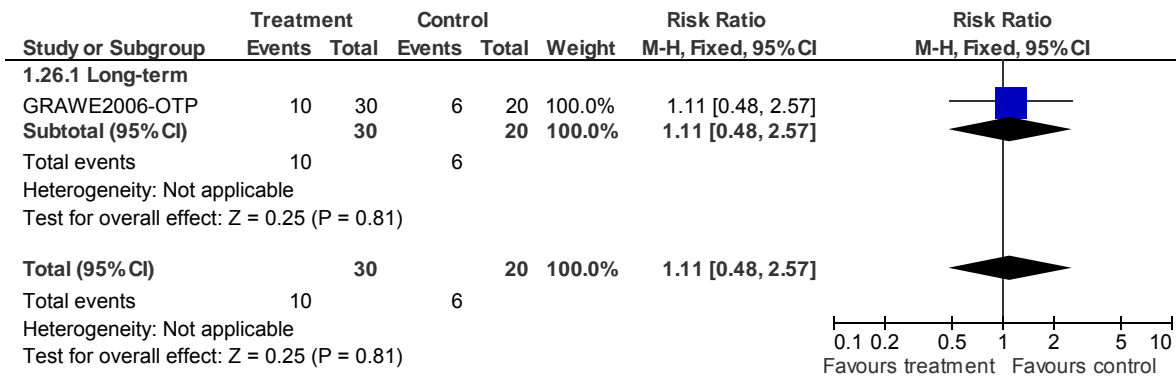 Treatment Control Risk Ratio Risk Ratio
Study or Subgroup Events Total Events Total Weight M-H, Fixed, 95% CI M-H, Fixed, 95% CI
1.26.1 Long-term
GRAWE2006-OTP 10 30 6 20 100.0% 1.11 [0.48, 2.57]
Subtotal (95% CI) 30 20 100.0% 1.11 [0.48, 2.57]
Total events 10 6
Heterogeneity: Not applicable
Test for overall effect: Z = 0.25 (P = 0.81)
Total (95% CI) 30 20 100.0% 1.11 [0.48, 2.57]
Total events 10 6
Heterogeneity: Not applicable
Test for overall effect: Z = 0.25 (P = 0.81)
0.1 0.2 0.5 1 2 5 10
Favours treatment Favours control